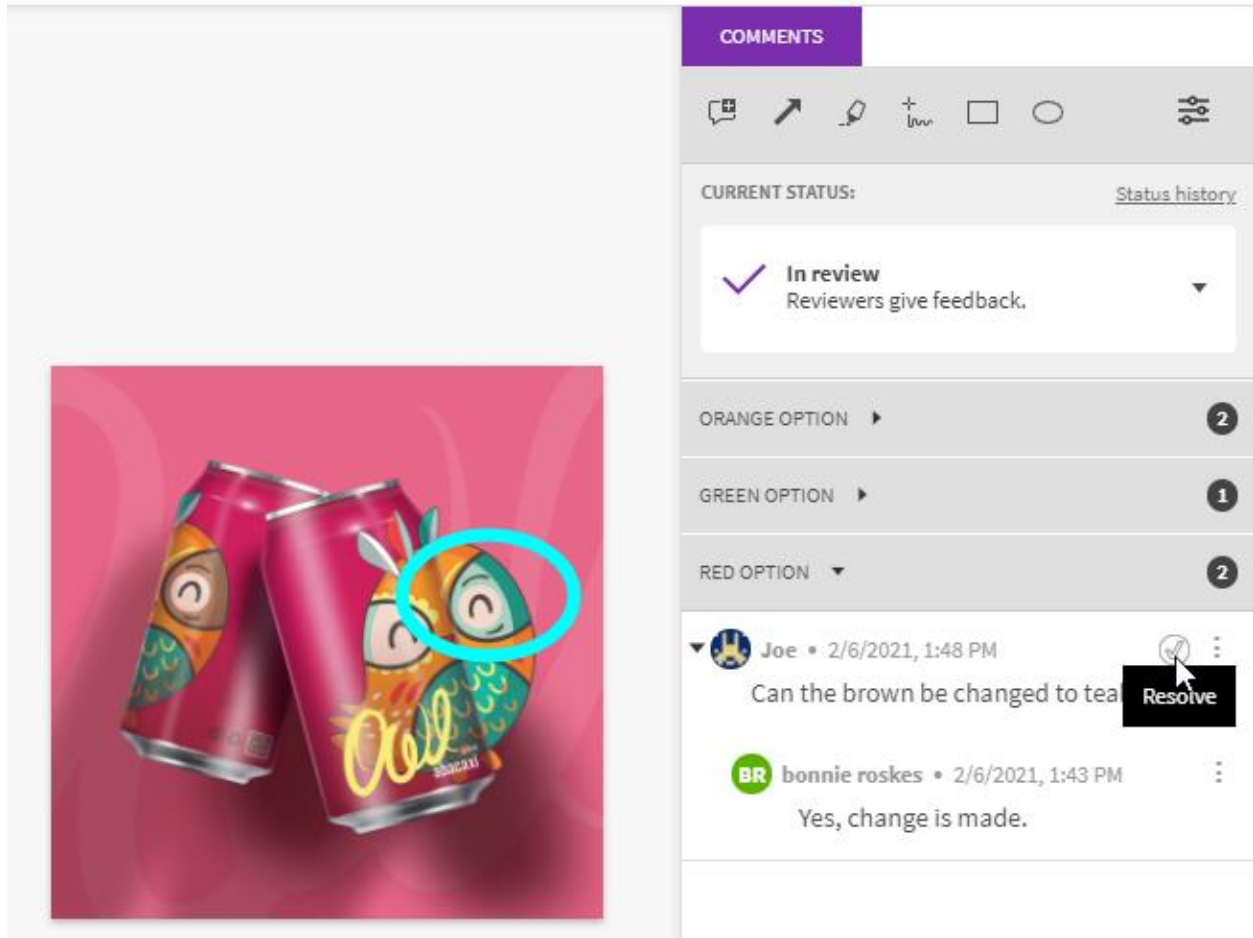 COMMENTS
CURRENT STATUS:
Status history
In review
Reviewers give feedback.
ORANGE OPTION
2
GREEN OPTION
1
RED OPTION
2
Joe • 2/6/2021, 1:48 PM
Can the brown be changed to teal
Resolve
BR bonnie roskes • 2/6/2021, 1:43 PM
Yes, change is made.
abacaxi